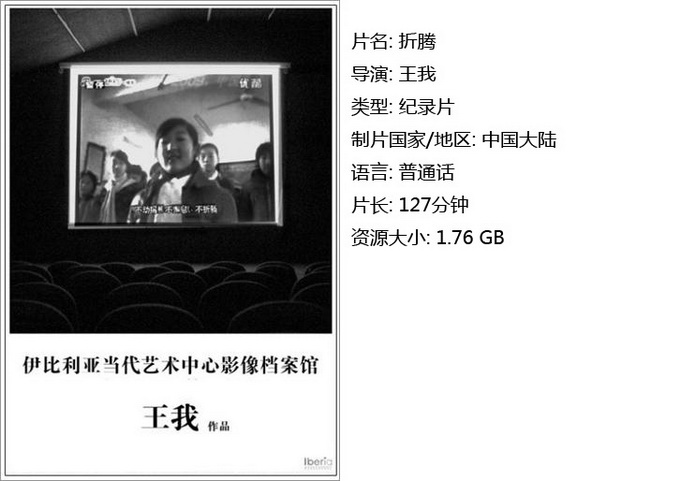 暂停
优酷
不动摇 不懈怠 不折腾
伊比利亚当代艺术中心影像档案馆
王我 作品
Iberia
片名: 折腾
导演: 王我
类型: 纪录片
制片国家/地区: 中国大陆
语言: 普通话
片长: 127分钟
资源大小: 1.76 GB